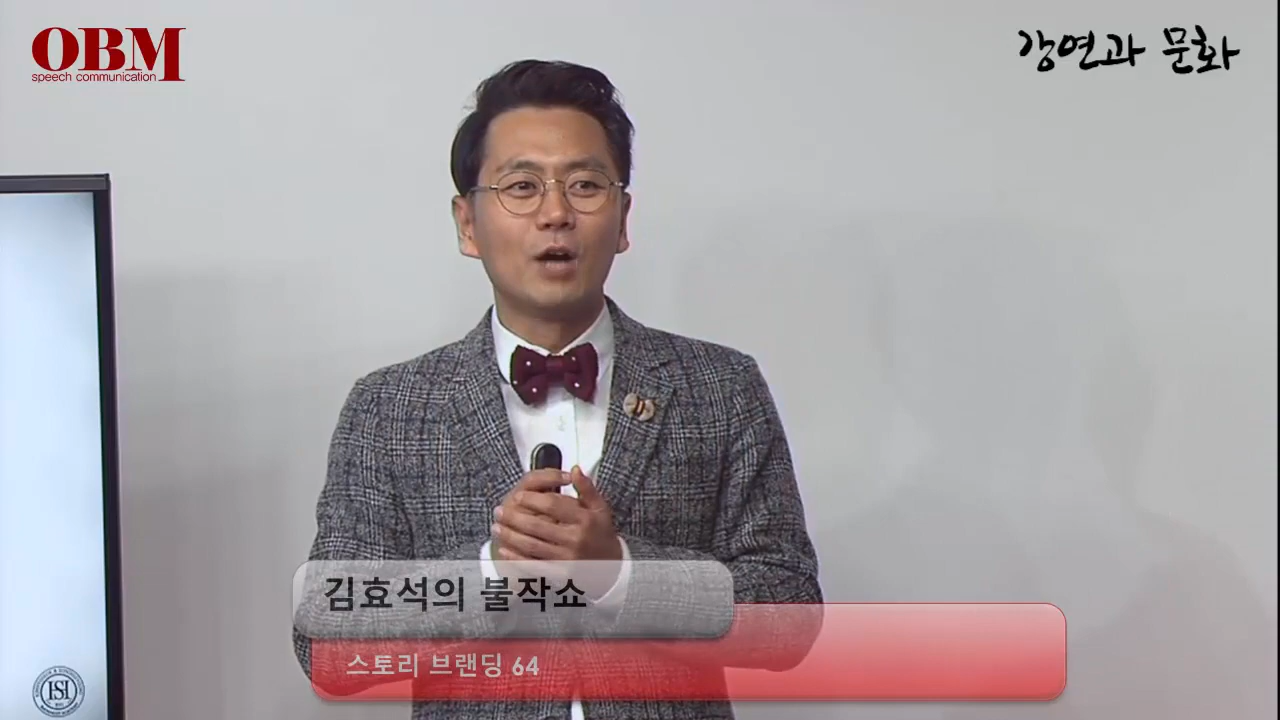 OBM
speech communication
강연과 문화
김효석의 불작쇼
스토리 브랜딩 64
ISI